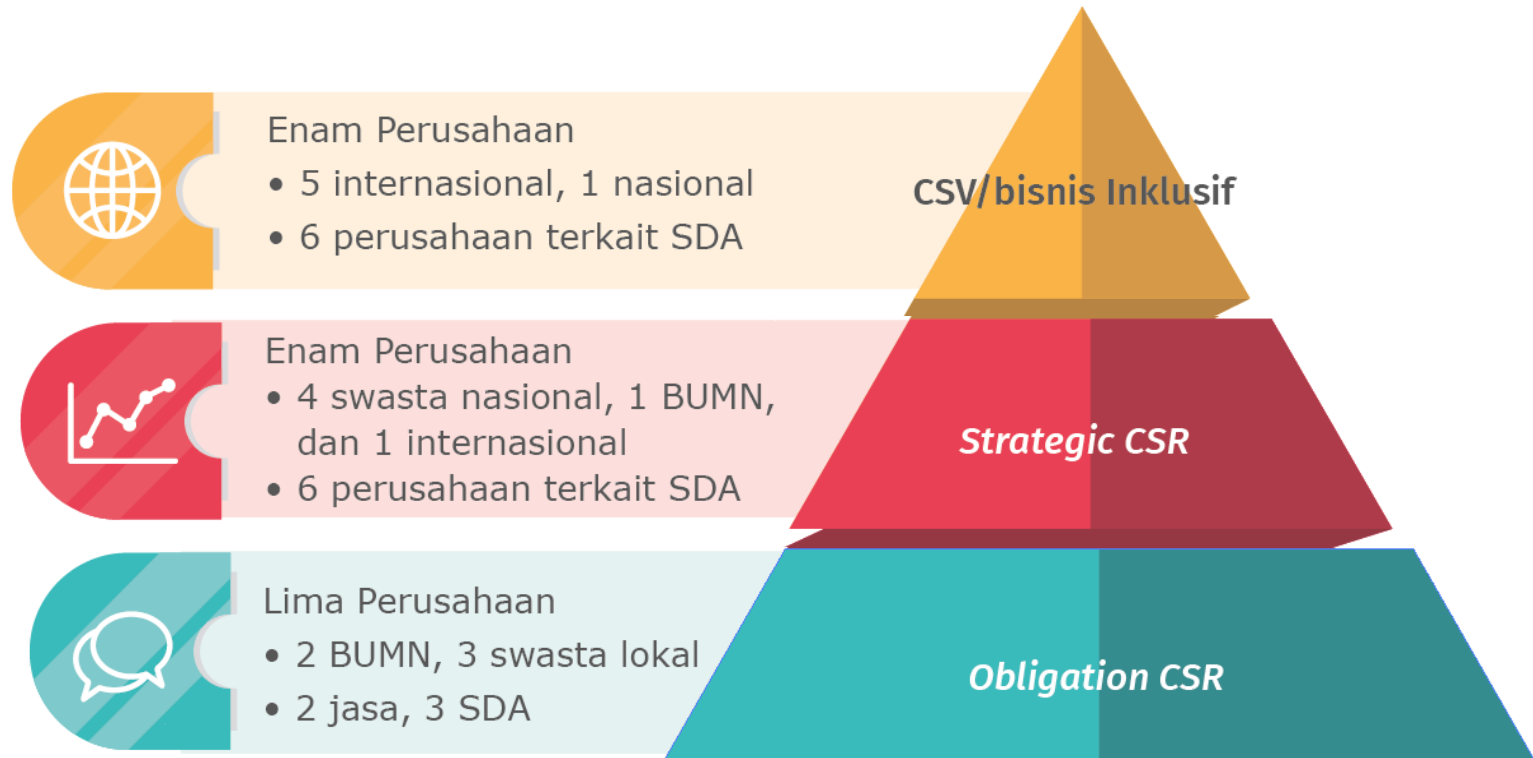 Enam Perusahaan
• 5 internasional, 1 nasional
• 6 perusahaan terkait SDA
CSV/bisnis Inklusif
Enam Perusahaan
• 4 swasta nasional, 1 BUMN,
dan 1 internasional
• 6 perusahaan terkait SDA
Strategic CSR
Lima Perusahaan
• 2 BUMN, 3 swasta lokal
• 2 jasa, 3 SDA
Obligation CSR